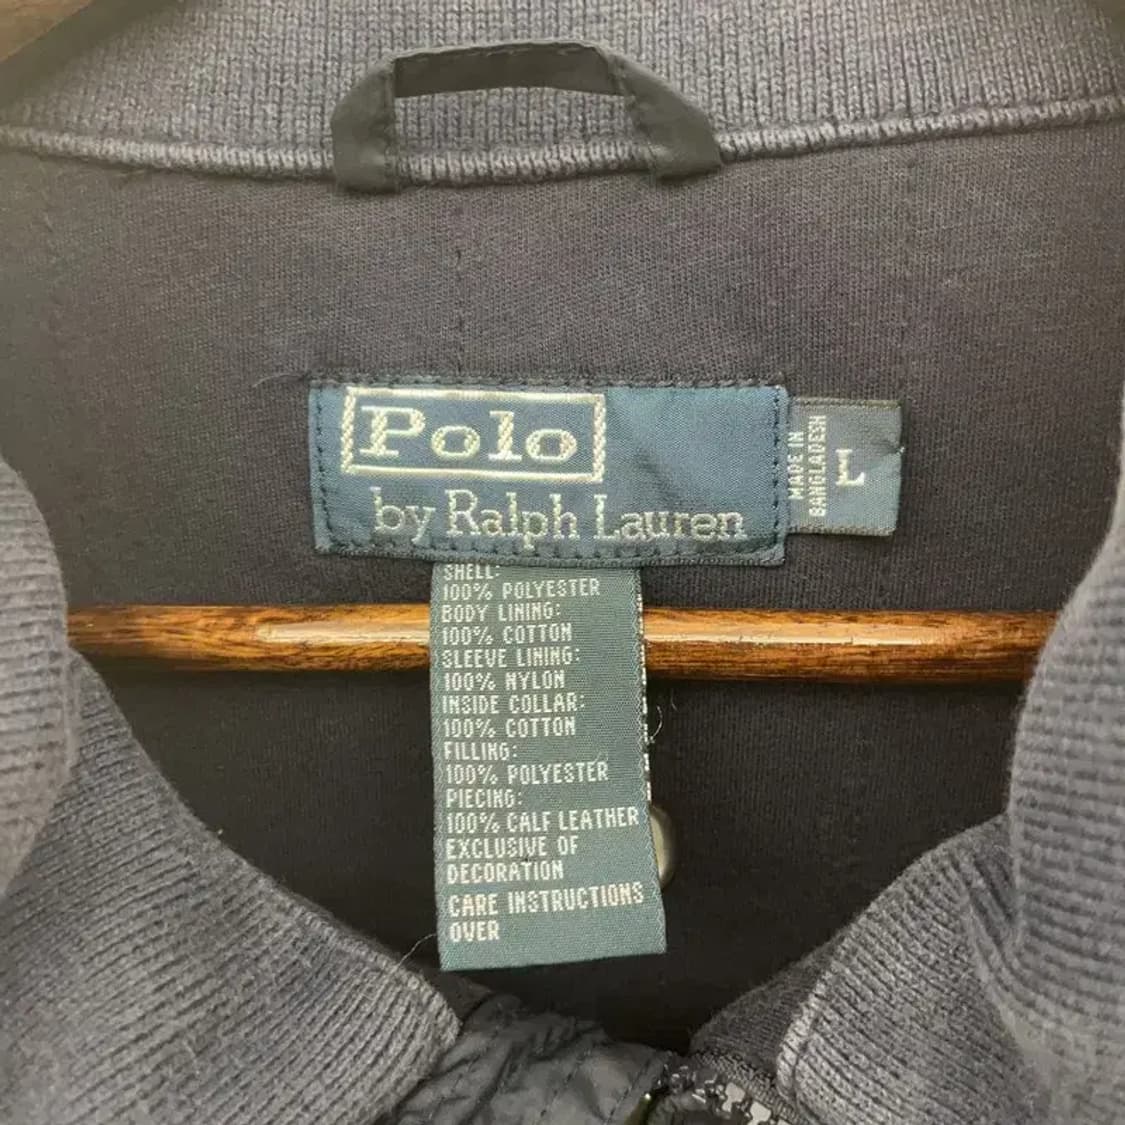 Polo
by Ralph Lauren
MADE IN
BANGLADESH
L
SHELL:
100% POLYESTER
BODY LINING:
100% COTTON
SLEEVE LINING:
100% NYLON
INSIDE COLLAR:
100% COTTON
FILLING:
100% POLYESTER
PIECING:
100% CALF LEATHER
EXCLUSIVE OF
DECORATION
CARE INSTRUCTIONS
OVER